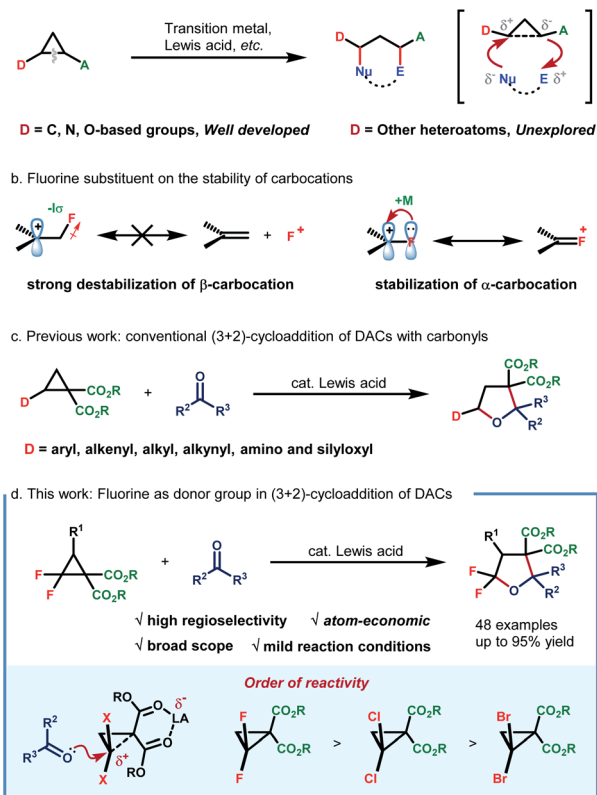 Transition metal,
Lewis acid, etc.
D A
D A
Nμ E
D δ+ δ- A
δ- Nμ E δ+
D = C, N, O-based groups, Well developed
D = Other heteroatoms, Unexplored
b. Fluorine substituent on the stability of carbocations
-Iσ
F
+
+ F+
+M
+ F
F+
strong destabilization of β-carbocation
stabilization of α-carbocation
c. Previous work: conventional (3+2)-cycloaddition of DACs with carbonyls
D
CO₂R
CO₂R
+
O
R² R³
cat. Lewis acid
CO₂R
CO₂R
R³
D O R²
D = aryl, alkenyl, alkyl, alkynyl, amino and silyloxyl
d. This work: Fluorine as donor group in (3+2)-cycloaddition of DACs
R¹
F
F
CO₂R
CO₂R
+
O
R² R³
cat. Lewis acid
R¹ CO₂R
CO₂R
R³
F
F O R²
√ high regioselectivity √ atom-economic
√ broad scope √ mild reaction conditions
48 examples
up to 95% yield
Order of reactivity
R²
R³ O:
X
X
δ+
RO O δ-
LA
O
RO
F
F
CO₂R
CO₂R
>
Cl
Cl
CO₂R
CO₂R
>
Br
Br
CO₂R
CO₂R